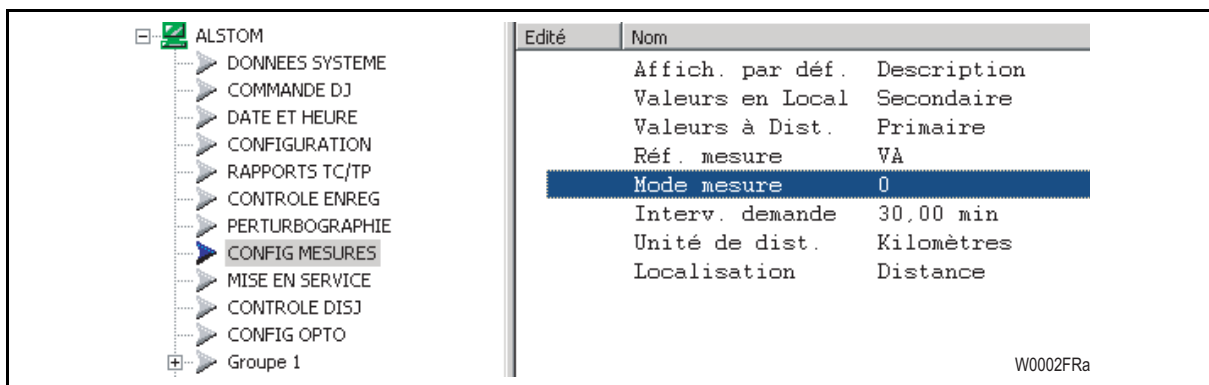 ALSTOM
DONNEES SYSTEME
COMMANDE DJ
DATE ET HEURE
CONFIGURATION
RAPPORTS TC/TP
CONTROLE ENREG
PERTURBOGRAPHIE
CONFIG MESURES
MISE EN SERVICE
CONTROLE DISJ
CONFIG OPTO
Groupe 1
Edité Nom
Affich. par déf. Description
Valeurs en Local Secondaire
Valeurs à Dist. Primaire
Réf. mesure VA
Mode mesure 0
Interv. demande 30,00 min
Unité de dist. Kilomètres
Localisation Distance
W0002FRa